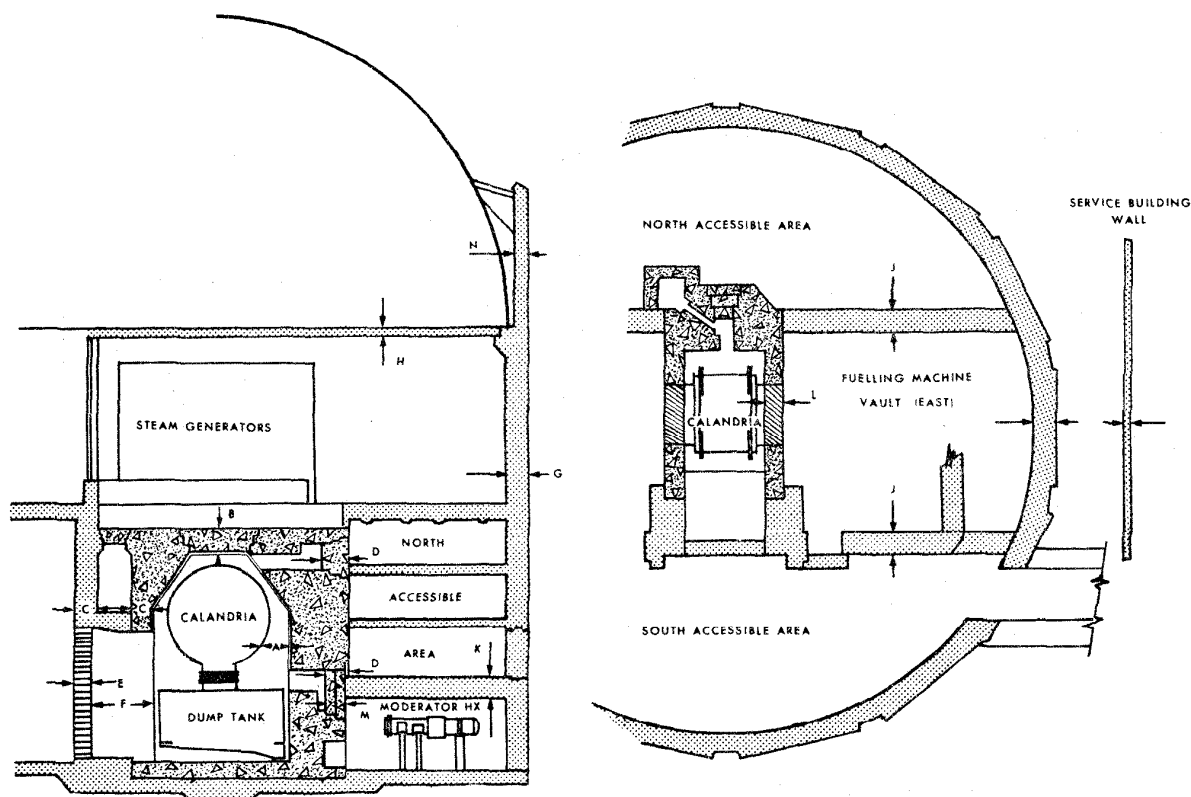 N
H
STEAM GENERATORS
G
B
NORTH
D
ACCESSIBLE
C
C
CALANDRIA
AREA
K
A
D
E
F
DUMP TANK
M
MODERATOR HX
SERVICE BUILDING
WALL
NORTH ACCESSIBLE AREA
J
FUELLING MACHINE
VAULT (EAST)
L
CALANDRIA
J
SOUTH ACCESSIBLE AREA